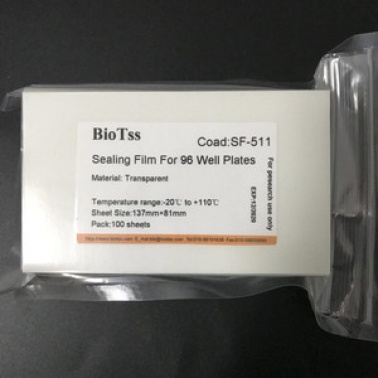 BioTss
Coad:SF-511
Sealing Film For 96 Well Plates
Material: Transparent
Temperature range:-20℃ to +110℃
Sheet Size:137mm*81mm
Pack:100 sheets
For research use only